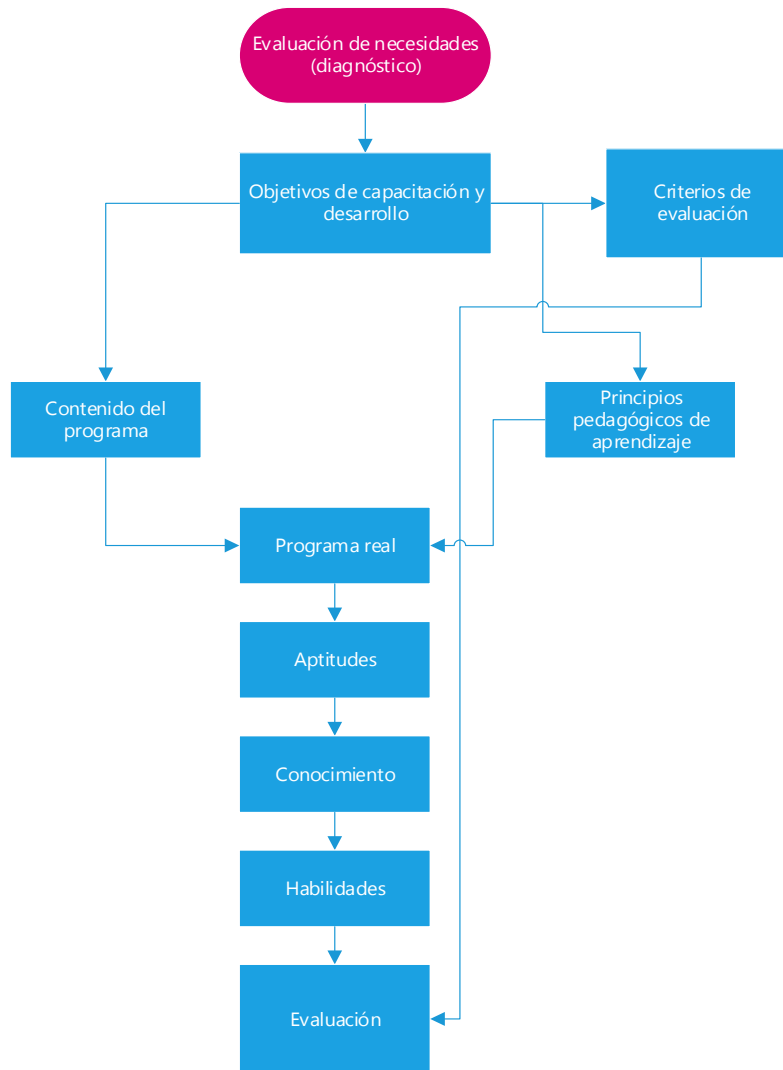 Evaluación de necesidades
(diagnóstico)
Objetivos de capacitación y
desarrollo
Criterios de
evaluación
Contenido del
programa
Principios
pedagógicos de
aprendizaje
Programa real
Aptitudes
Conocimiento
Habilidades
Evaluación